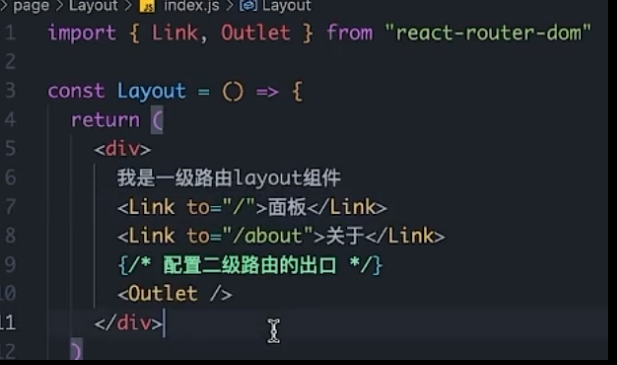 > page > Layout > JS index.js > Layout
1 import { Link, Outlet } from "react-router-dom"
2
3 const Layout = () => {
4 return (
5 <div>
6 我是一级路由layout组件
7 <Link to="/">面板</Link>
8 <Link to="/about">关于</Link>
9 {/* 配置二级路由的出口 */}
10 <Outlet />
11 </div>
12 )